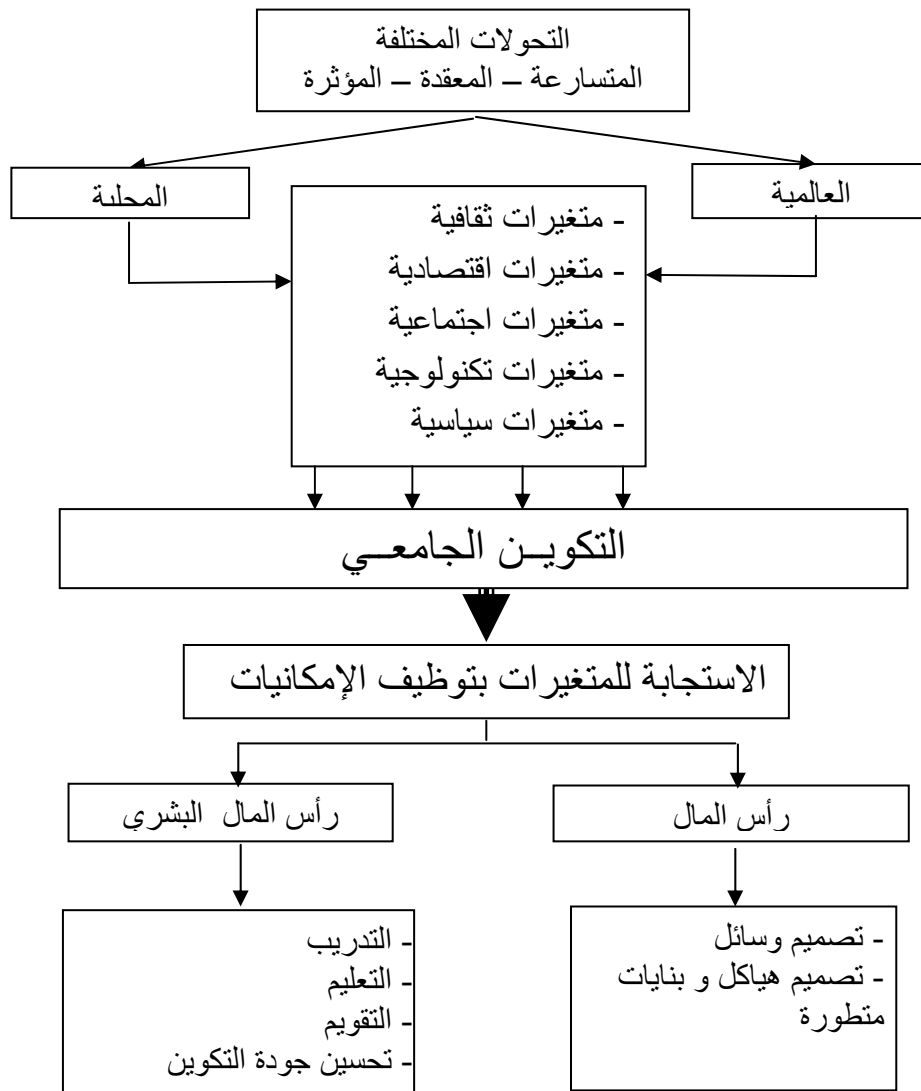 التحولات المختلفة
المتسارعة – المعقدة – المؤثرة
العالمية
المحلية
- متغيرات ثقافية
- متغيرات اقتصادية
- متغيرات اجتماعية
- متغيرات تكنولوجية
- متغيرات سياسية
التكويــن الجامعــي
الاستجابة للمتغيرات بتوظيف الإمكانيات
رأس المال
رأس المال البشري
- تصميم وسائل
- تصميم هياكل و بنايات
متطورة
- التدريب
- التعليم
- التقويم
- تحسين جودة التكوين